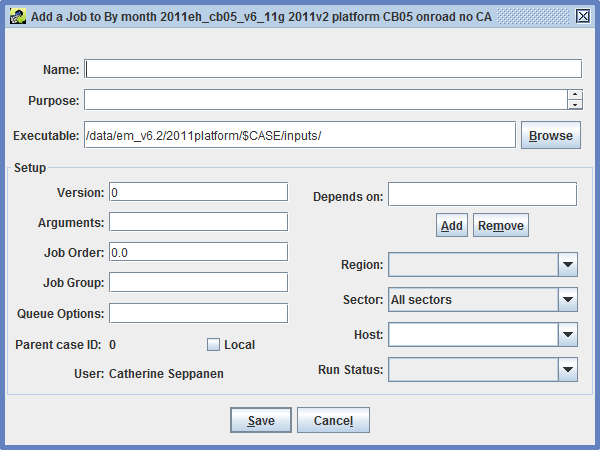 Add a Job to By month 2011eh_cb05_v6_11g 2011v2 platform CB05 onroad no CA
Name:
Purpose:
Executable: /data/em_v6.2/2011platform/$CASE/inputs/ Browse
Setup
Version: 0
Depends on:
Arguments:
Add Remove
Job Order: 0.0
Region:
Job Group:
Sector: All sectors
Queue Options:
Host:
Parent case ID: 0 Local
Run Status:
User: Catherine Seppanen
Save Cancel